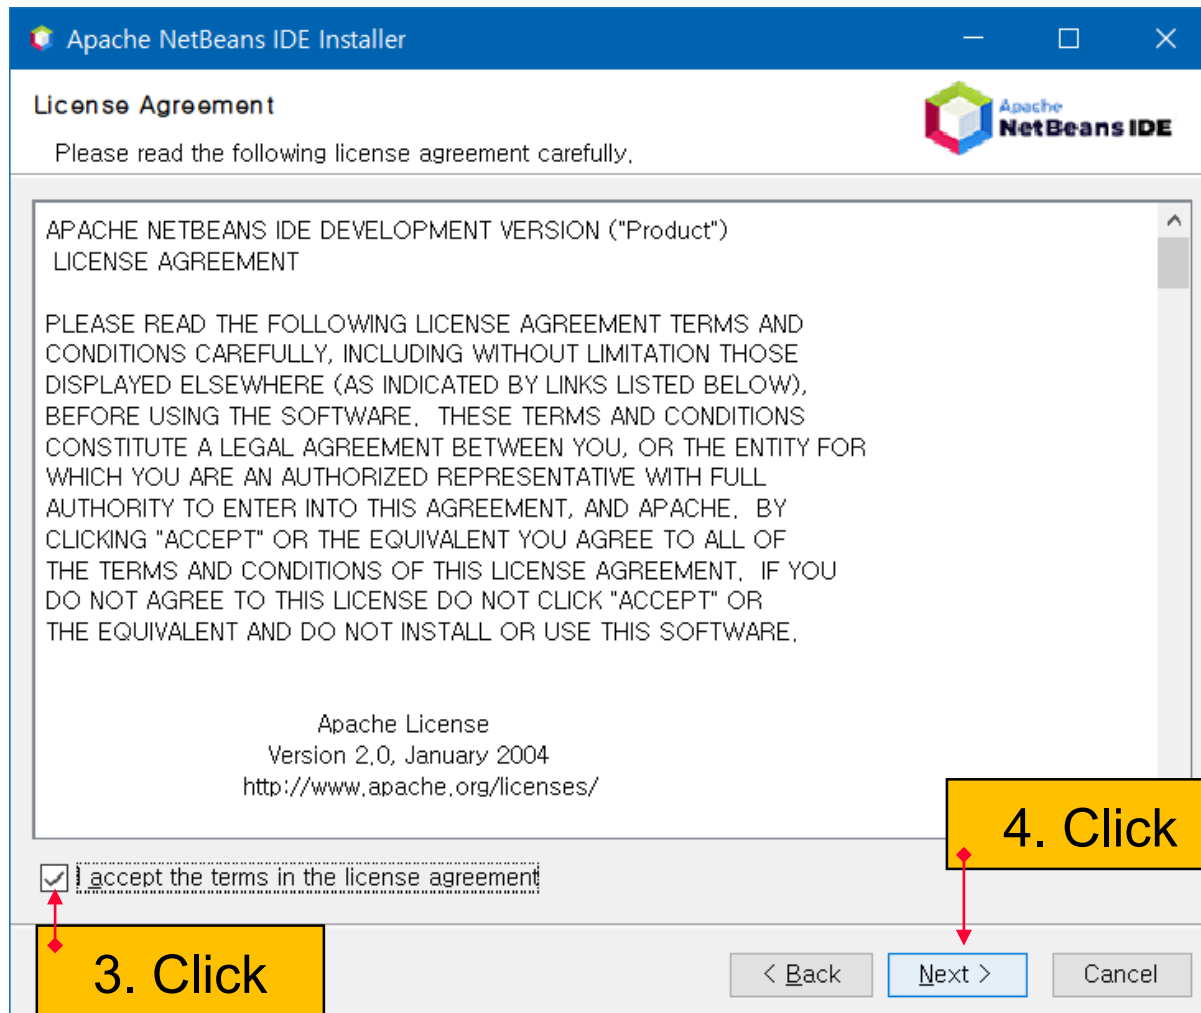 Apache NetBeans IDE Installer
License Agreement
Apache
NetBeans IDE
Please read the following license agreement carefully.
APACHE NETBEANS IDE DEVELOPMENT VERSION ("Product")
LICENSE AGREEMENT
PLEASE READ THE FOLLOWING LICENSE AGREEMENT TERMS AND
CONDITIONS CAREFULLY, INCLUDING WITHOUT LIMITATION THOSE
DISPLAYED ELSEWHERE (AS INDICATED BY LINKS LISTED BELOW),
BEFORE USING THE SOFTWARE.  THESE TERMS AND CONDITIONS
CONSTITUTE A LEGAL AGREEMENT BETWEEN YOU, OR THE ENTITY FOR
WHICH YOU ARE AN AUTHORIZED REPRESENTATIVE WITH FULL
AUTHORITY TO ENTER INTO THIS AGREEMENT, AND APACHE.  BY
CLICKING "ACCEPT" OR THE EQUIVALENT YOU AGREE TO ALL OF
THE TERMS AND CONDITIONS OF THIS LICENSE AGREEMENT.  IF YOU
DO NOT AGREE TO THIS LICENSE DO NOT CLICK "ACCEPT" OR
THE EQUIVALENT AND DO NOT INSTALL OR USE THIS SOFTWARE.
Apache License
Version 2.0, January 2004
http://www.apache.org/licenses/
4. Click
I accept the terms in the license agreement
3. Click
< Back
Next >
Cancel